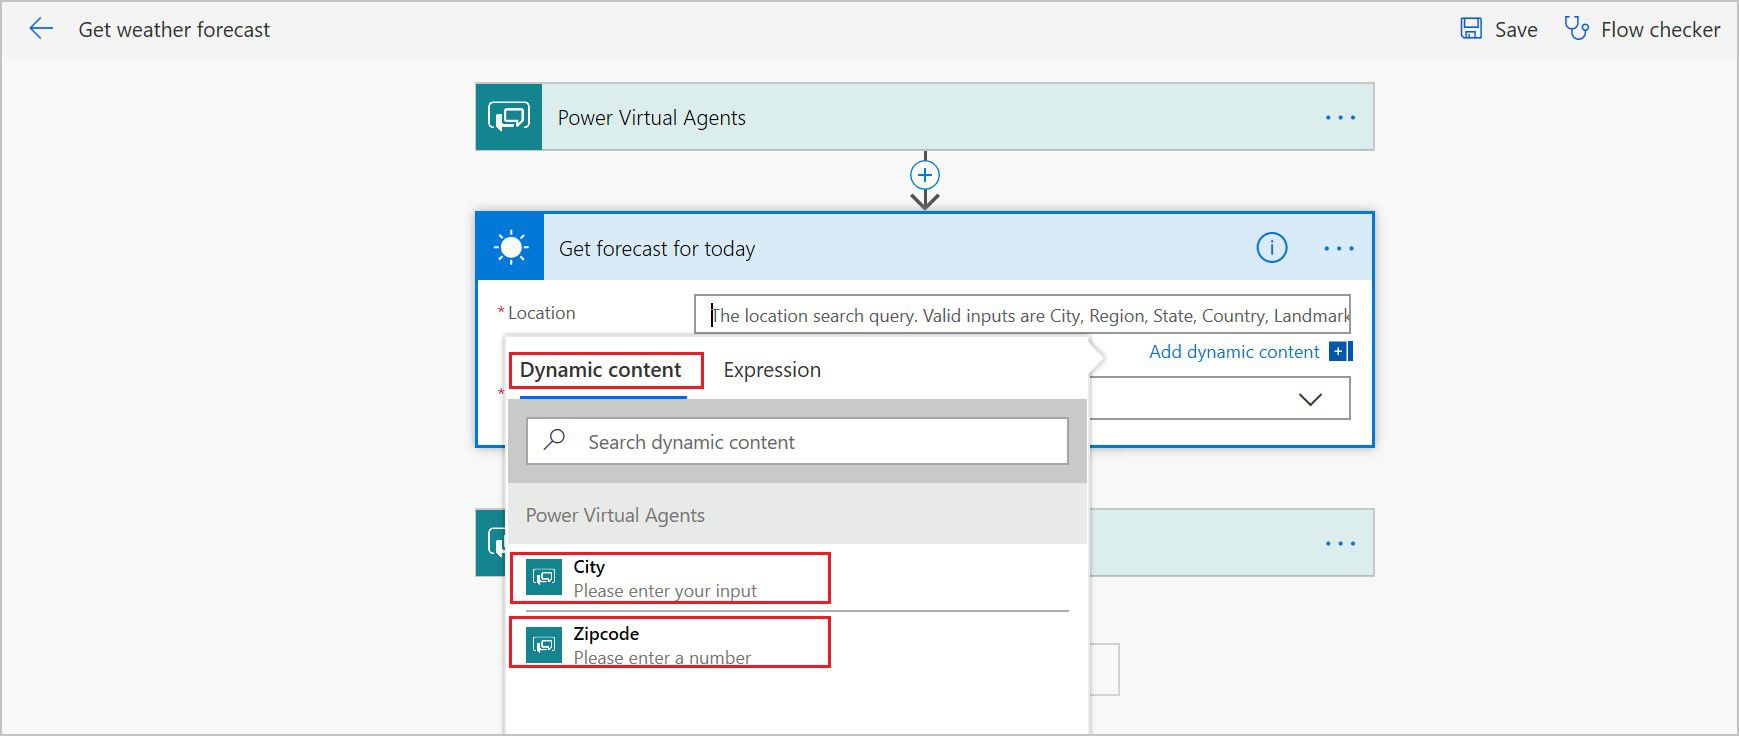 Get weather forecast
Save
Flow checker
Power Virtual Agents
Get forecast for today
* Location
The location search query. Valid inputs are City, Region, State, Country, Landmark
Add dynamic content
Dynamic content
Expression
*
Search dynamic content
Power Virtual Agents
City
Please enter your input
Zipcode
Please enter a number